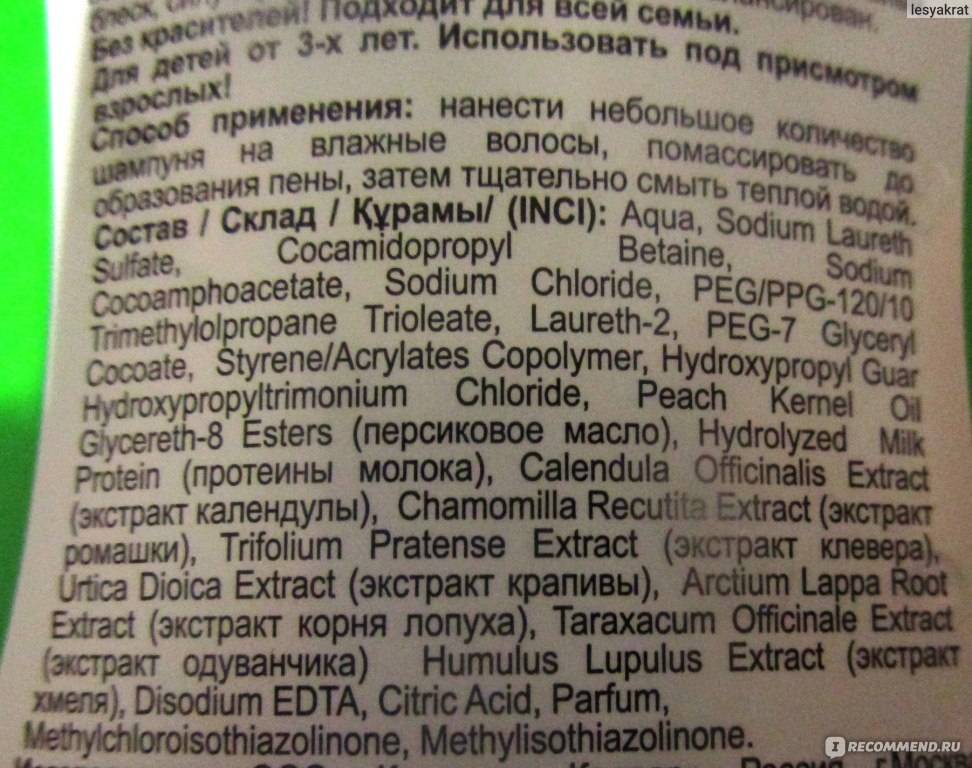 lesyakrat
блеск, силу
Без красителей! Подходит для всей семьи.
Для детей от 3-х лет. Использовать под присмотром
взрослых!
Способ применения: нанести небольшое количество
шампуня на влажные волосы, помассировать до
образования пены, затем тщательно смыть теплой водой.
Состав / Склад / Құрамы/ (INCI): Aqua, Sodium Laureth
Sulfate, Cocamidopropyl Betaine, Sodium
Cocoamphoacetate, Sodium Chloride, PEG/PPG-120/10
Trimethylolpropane Trioleate, Laureth-2, PEG-7 Glyceryl
Cocoate, Styrene/Acrylates Copolymer, Hydroxypropyl Guar
Hydroxypropyltrimonium Chloride, Peach Kernel Oil
Glycereth-8 Esters (персиковое масло), Hydrolyzed Milk
Protein (протеины молока), Calendula Officinalis Extract
(экстракт календулы), Chamomilla Recutita Extract (экстракт
ромашки), Trifolium Pratense Extract (экстракт клевера),
Urtica Dioica Extract (экстракт крапивы), Arctium Lappa Root
Extract (экстракт корня лопуха), Taraxacum Officinale Extract
(экстракт одуванчика) Humulus Lupulus Extract (экстракт
хмеля), Disodium EDTA, Citric Acid, Parfum,
Methylchloroisothiazolinone, Methylisothiazolinone.
Россия, г.Москва
I RECOMMEND.RU